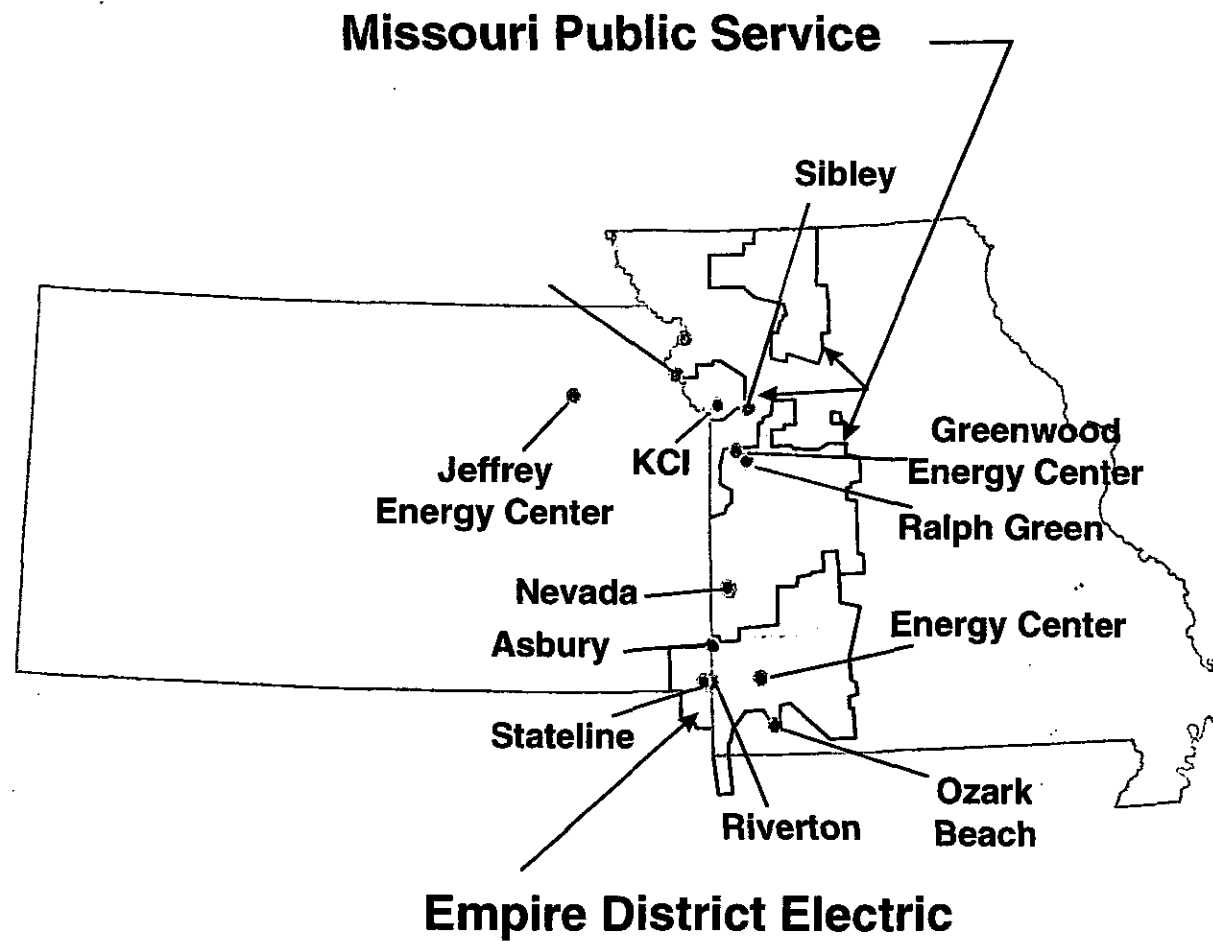 Missouri Public Service
Sibley
Greenwood
Energy Center
KCI
Jeffrey
Energy Center
Ralph Green
Nevada
Energy Center
Asbury
Stateline
Ozark
Beach
Riverton
Empire District Electric